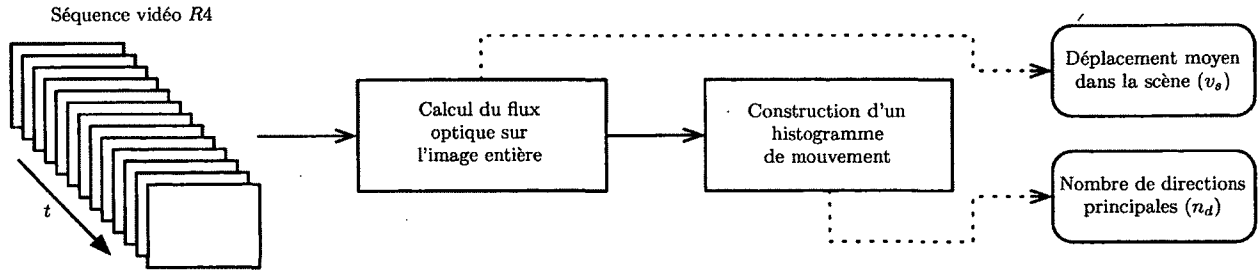 Séquence vidéo R4
t
Calcul du flux
optique sur
l'image entière
Construction d'un
histogramme
de mouvement
Déplacement moyen
dans la scène (v_s)
Nombre de directions
principales (n_d)